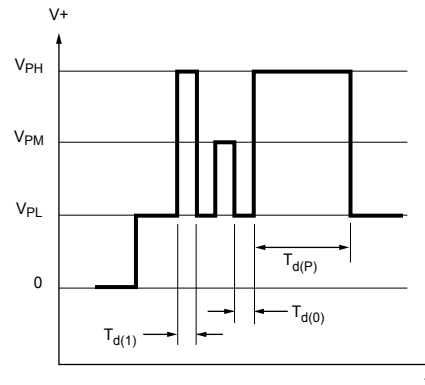 V+
VPH
VPM
VPL
0
Td(P)
Td(0)
Td(1)